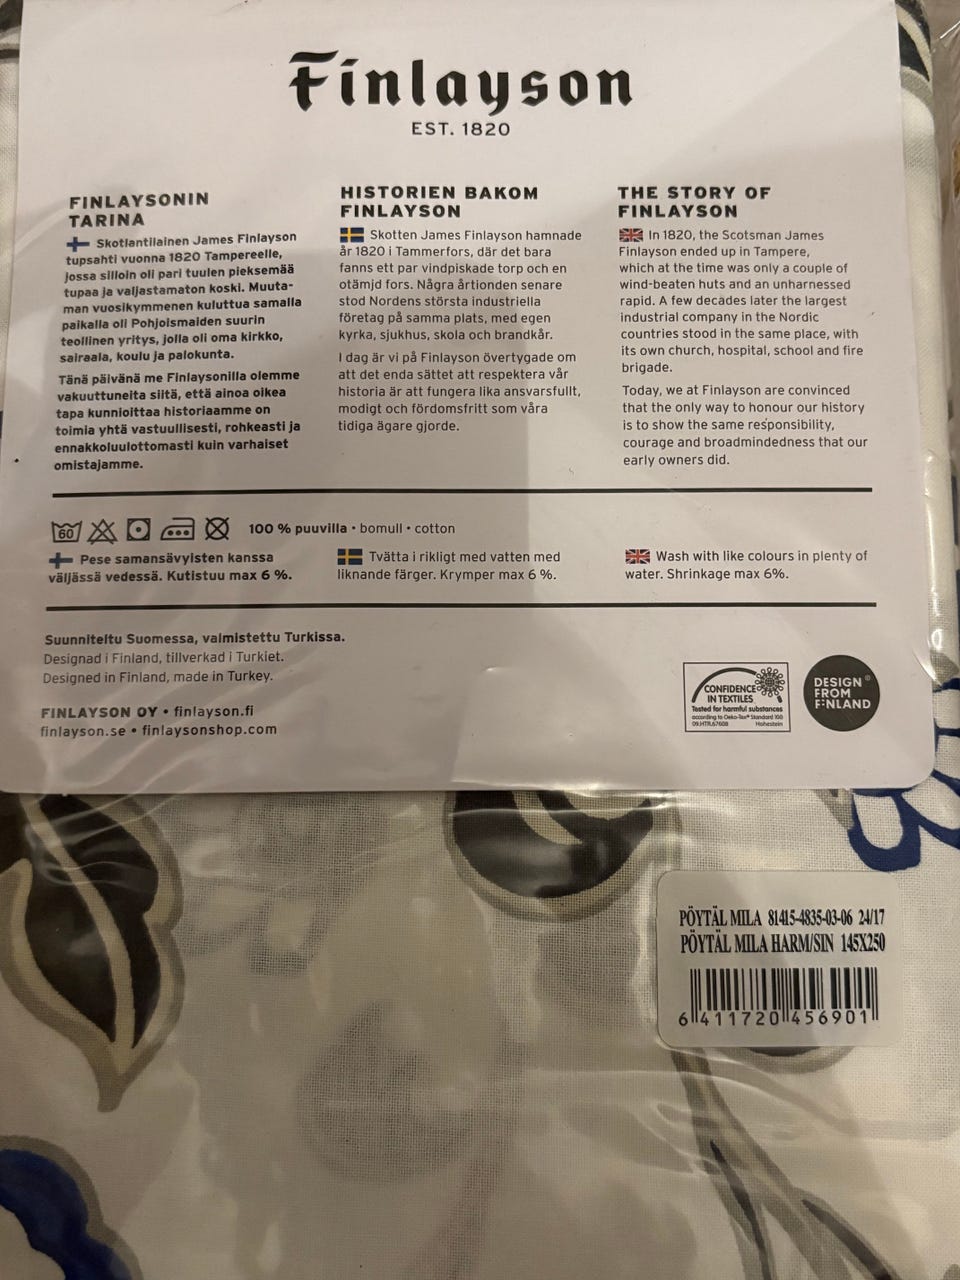 Finlayson
EST. 1820
FINLAYSONIN
TARINA
Skotlantilainen James Finlayson
tupsahti vuonna 1820 Tampereelle,
jossa silloin oli pari tuulen pieksemää
tupaa ja valjastamaton koski. Muuta-
man vuosikymmenen kuluttua samalla
paikalla oli Pohjoismaiden suurin
teollinen yritys, jolla oli oma kirkko,
sairaala, koulu ja palokunta.
Tänä päivänä me Finlaysonilla olemme
vakuuttuneita siitä, että ainoa oikea
tapa kunnioittaa historiaamme on
toimia yhtä vastuullisesti, rohkeasti ja
ennakkoluulottomasti kuin varhaiset
omistajamme.
HISTORIEN BAKOM
FINLAYSON
Skotten James Finlayson hamnade
år 1820 i Tammerfors, där det bara
fanns ett par vindpiskade torp och en
otämjd fors. Några årtionden senare
stod Nordens största industriella
företag på samma plats, med egen
kyrka, sjukhus, skola och brandkår.
I dag är vi på Finlayson övertygade om
att det enda sättet att respektera vår
historia är att fungera lika ansvarsfullt,
modigt och fördomsfritt som våra
tidiga ägare gjorde.
THE STORY OF
FINLAYSON
In 1820, the Scotsman James
Finlayson ended up in Tampere,
which at the time was only a couple of
wind-beaten huts and an unharnessed
rapid. A few decades later the largest
industrial company in the Nordic
countries stood in the same place, with
its own church, hospital, school and fire
brigade.
Today, we at Finlayson are convinced
that the only way to honour our history
is to show the same responsibility,
courage and broadmindedness that our
early owners did.
60
100 % puuvilla • bomull • cotton
Pese samansävyisten kanssa
väljässä vedessä. Kutistuu max 6 %.
Tvätta i rikligt med vatten med
liknande färger. Krymper max 6 %.
Wash with like colours in plenty of
water. Shrinkage max 6%.
Suunniteltu Suomessa, valmistettu Turkissa.
Designad i Finland, tillverkad i Turkiet.
Designed in Finland, made in Turkey.
FINLAYSON OY • finlayson.fi
finlayson.se • finlaysonshop.com
CONFIDENCE
IN TEXTILES
Tested for harmful substances
according to Oeko-Tex® Standard 100
09.HTR.67608 Hohestein
DESIGN®
FROM
FINLAND
PÖYTÄL MILA 81415-4835-03-06 24/17
PÖYTÄL MILA HARM/SIN 145X250
6 411720 456901